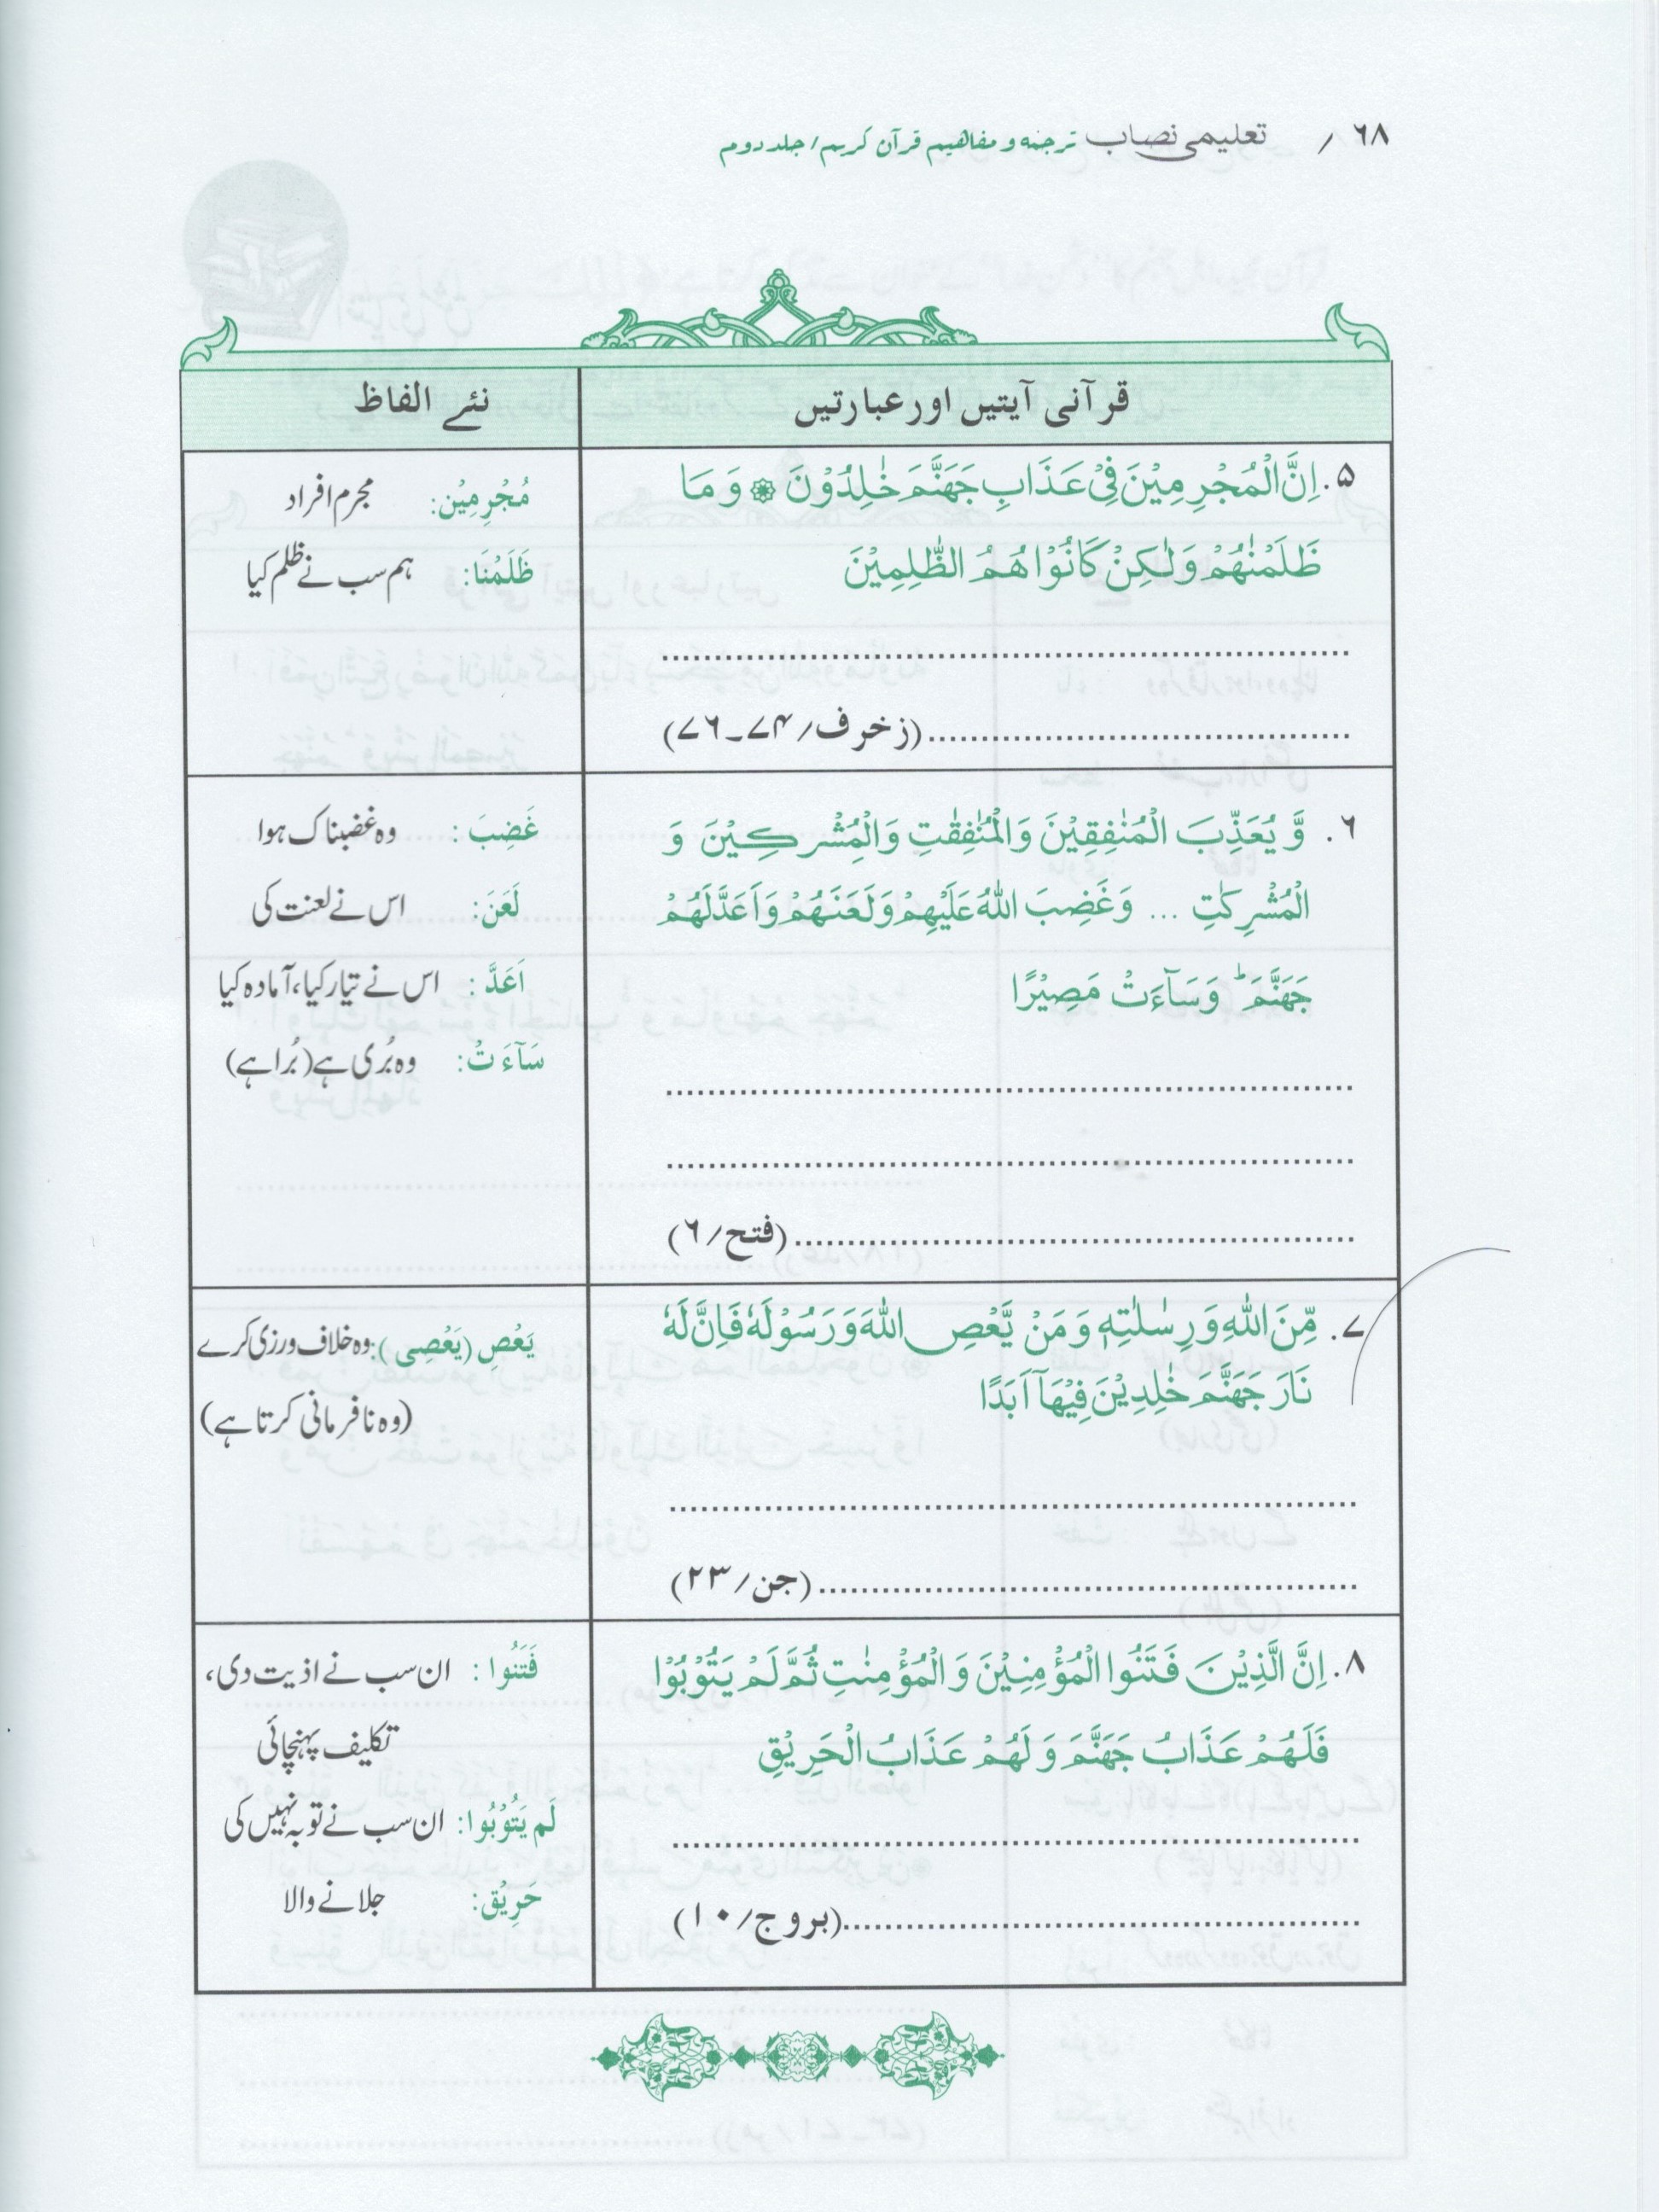 ۶۸ / تعلیمی نصاب ترجمه و مفاهیم قرآن کریم / جلد دوم
قرآنی آیتیں اور عبارتیں
نئے الفاظ
۵. اِنَّ الْمُجْرِمِيْنَ فِيْ عَذَابِ جَهَنَّمَ خٰلِدُوْنَ ۞ وَ مَا
ظَلَمْنٰهُمْ وَلٰكِنْ كَانُوْا هُمُ الظّٰلِمِيْنَ
................................................
................................(زخرف/۷۴۔۷۶)
مُجْرِمِيْن: مجرم افراد
ظَلَمْنَا: ہم سب نے ظلم کیا
۶. وَّ يُعَذِّبَ الْمُنٰفِقِيْنَ وَالْمُنٰفِقٰتِ وَالْمُشْرِكِيْنَ وَ
الْمُشْرِكٰتِ ... وَغَضِبَ اللّٰهُ عَلَيْهِمْ وَلَعَنَهُمْ وَاَعَدَّلَهُمْ
جَهَنَّمَ ؕ وَسَآءَتْ مَصِيْرًا
................................................
................................................
................................(فتح/۶)
غَضِبَ: وہ غضبناک ہوا
لَعَنَ: اس نے لعنت کی
اَعَدَّ: اس نے تیار کیا، آمادہ کیا
سَآءَتْ: وہ بُری ہے (بُرا ہے)
۷. مِّنَ اللّٰهِ وَرِسٰلٰتِهٖ وَ مَنْ يَّعْصِ اللّٰهَ وَرَسُوْلَهٗ فَاِنَّ لَهٗ
نَارَ جَهَنَّمَ خٰلِدِيْنَ فِيْهَآ اَبَدًا
................................................
................................(جن/۲۳)
يَعْصِ (يَعْصِى): وہ خلاف ورزی کرے
(وہ نافرمانی کرتا ہے)
۸. اِنَّ الَّذِيْنَ فَتَنُوا الْمُؤْمِنِيْنَ وَ الْمُؤْمِنٰتِ ثُمَّ لَمْ يَتُوْبُوْا
فَلَهُمْ عَذَابُ جَهَنَّمَ وَ لَهُمْ عَذَابُ الْحَرِيْقِ
................................................
................................(بروج/۱۰)
فَتَنُوا: ان سب نے اذیت دی،
تکلیف پہنچائی
لَم يَتُوْبُوا: ان سب نے توبہ نہیں کی
حَرِيْق: جلانے والا